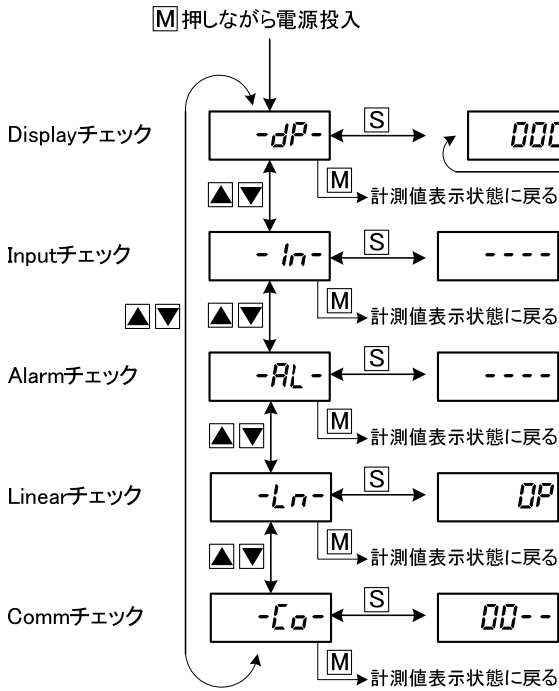 M 押しながら電源投入
Displayチェック
-dP-
S
000
M
計測値表示状態に戻る
▲ ▼
Inputチェック
- In-
S
----
M
計測値表示状態に戻る
▲ ▼
▲ ▼
Alarmチェック
-AL-
S
----
M
計測値表示状態に戻る
▲ ▼
Linearチェック
-Ln-
S
OP
M
計測値表示状態に戻る
▲ ▼
Commチェック
-Co-
S
00--
M
計測値表示状態に戻る